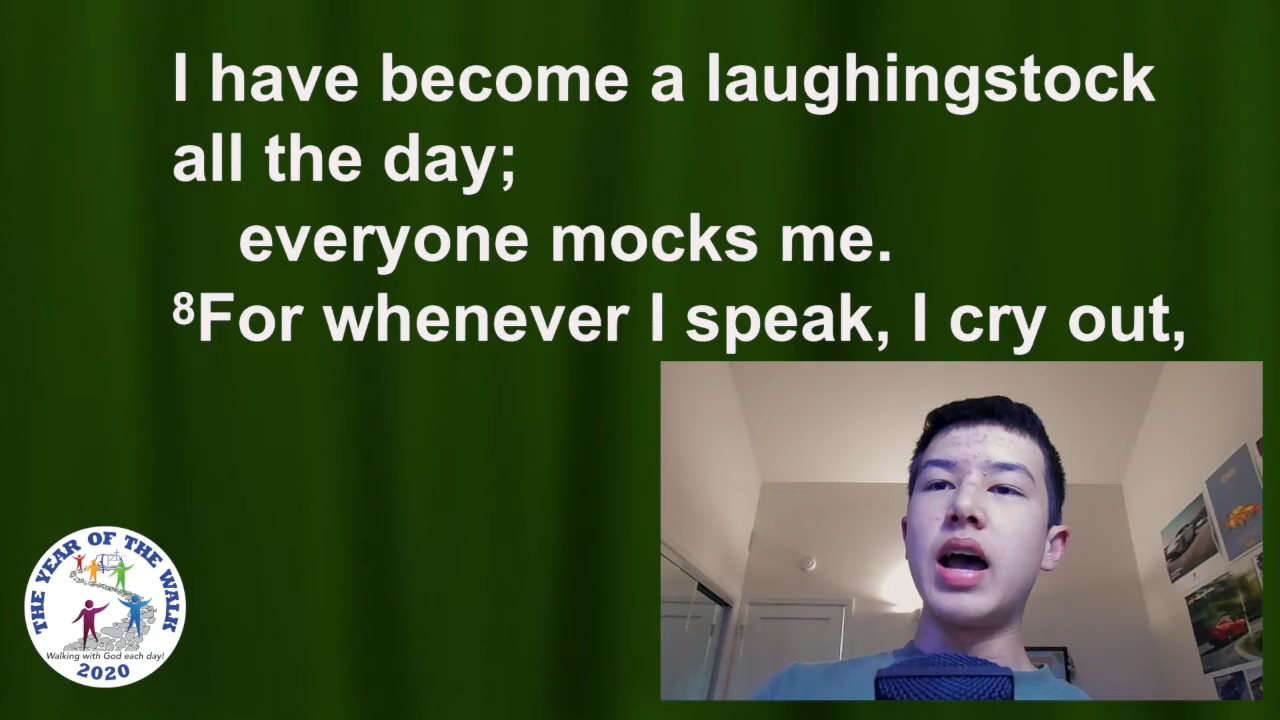 I have become a laughingstock
all the day;
everyone mocks me.
⁸For whenever I speak, I cry out,
THE YEAR OF THE WALK
Walking with God each day!
2020